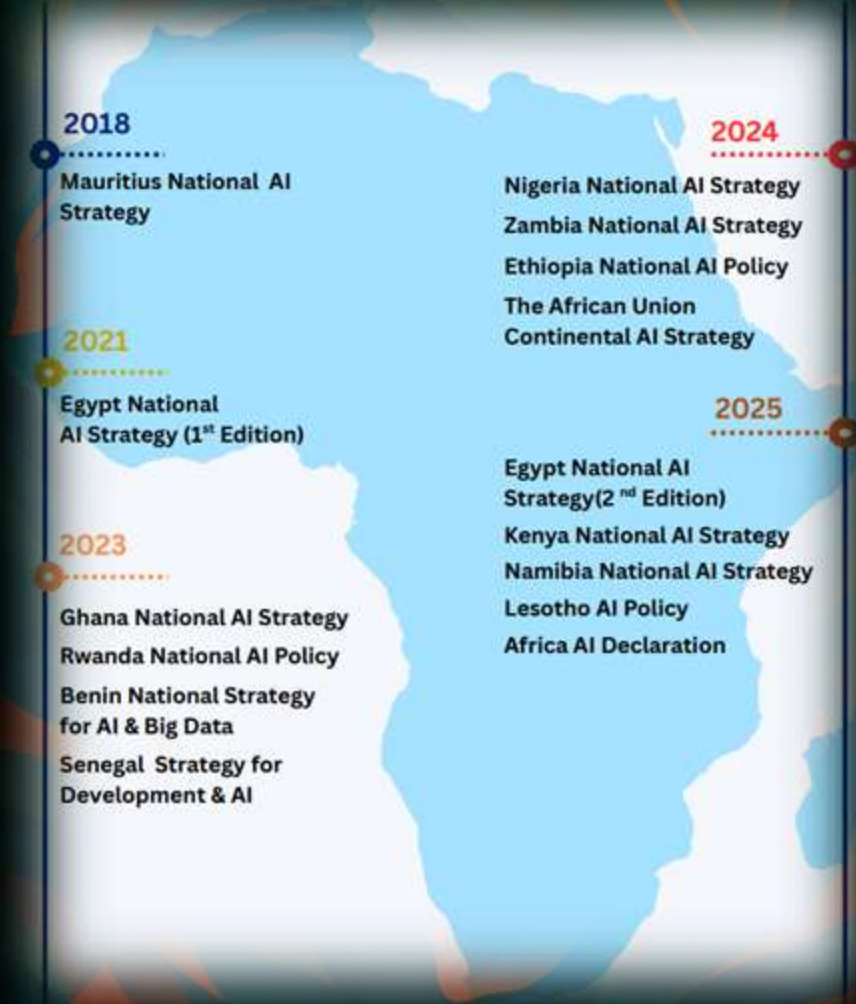 2018
Mauritius National AI
Strategy
2021
Egypt National
AI Strategy (1st Edition)
2023
Ghana National AI Strategy
Rwanda National AI Policy
Benin National Strategy
for AI & Big Data
Senegal Strategy for
Development & AI
2024
Nigeria National AI Strategy
Zambia National AI Strategy
Ethiopia National AI Policy
The African Union
Continental AI Strategy
2025
Egypt National AI
Strategy(2 nd Edition)
Kenya National AI Strategy
Namibia National AI Strategy
Lesotho AI Policy
Africa AI Declaration